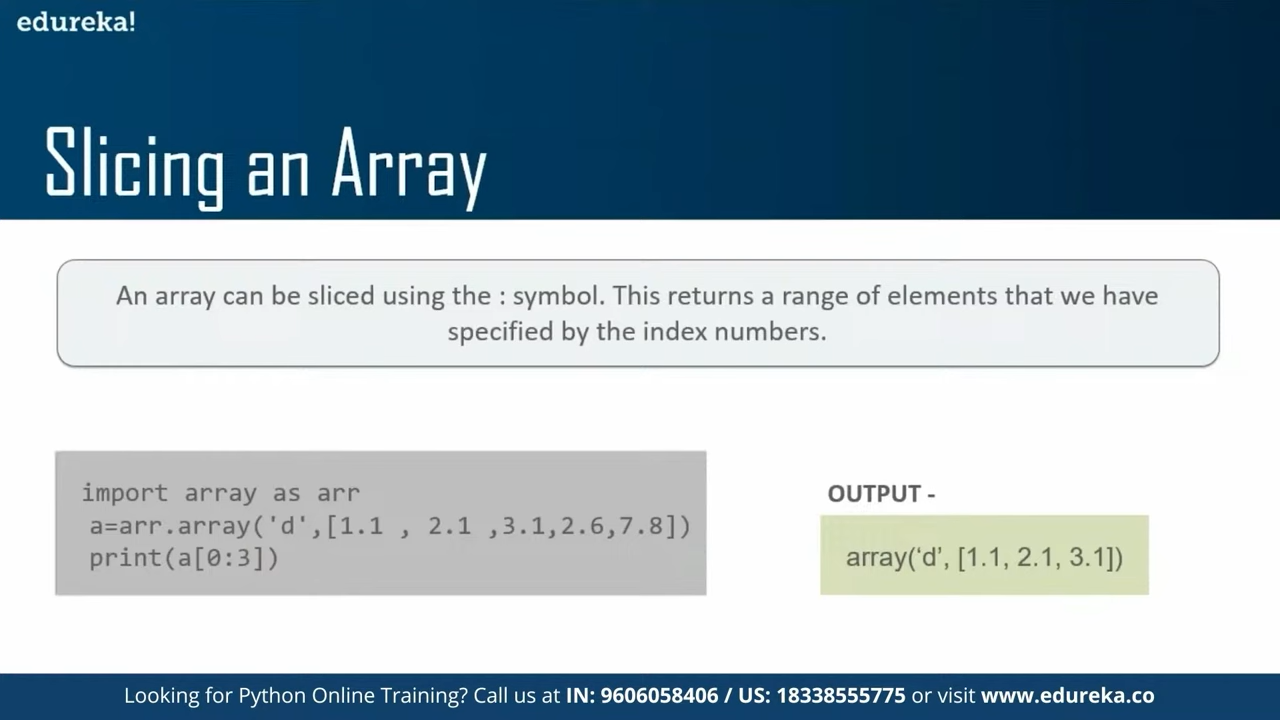 edureka!
Slicing an Array
An array can be sliced using the : symbol. This returns a range of elements that we have
specified by the index numbers.
import array as arr
a=arr.array('d',[1.1 , 2.1 ,3.1,2.6,7.8])
print(a[0:3])
OUTPUT -
array(‘d’, [1.1, 2.1, 3.1])
Looking for Python Online Training? Call us at IN: 9606058406 / US: 18338555775 or visit www.edureka.co